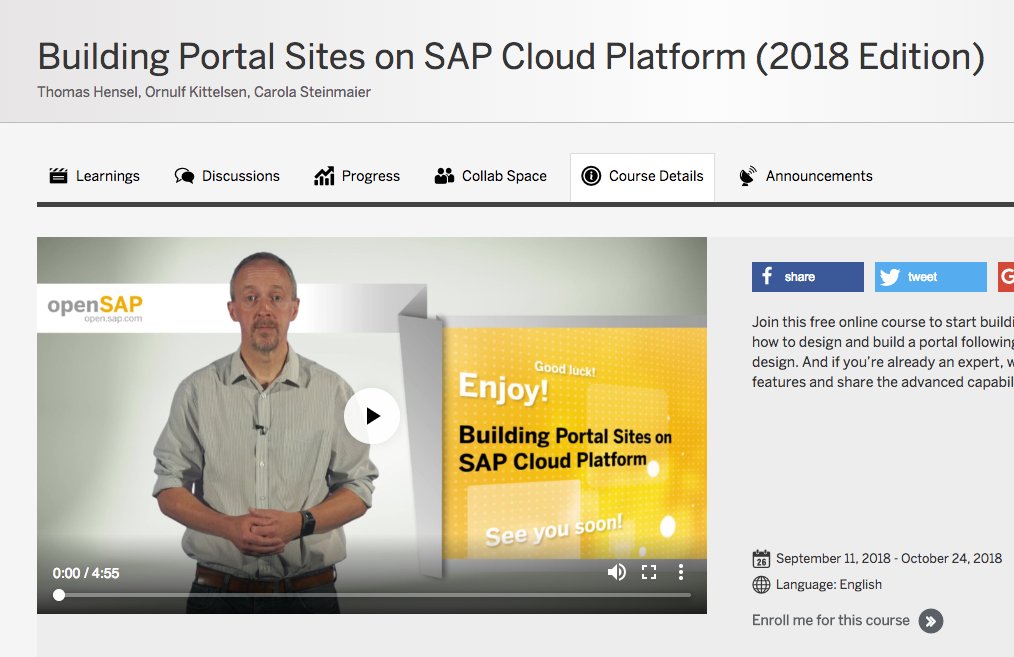 Building Portal Sites on SAP Cloud Platform (2018 Edition)
Thomas Hensel, Ornulf Kittelsen, Carola Steinmaier
Learnings
Discussions
Progress
Collab Space
Course Details
Announcements
openSAP
open.sap.com
Good luck!
Enjoy!
Building Portal Sites on
SAP Cloud Platform
See you soon!
0:00 / 4:55
f share
tweet
G
Join this free online course to start buildi
how to design and build a portal following
design. And if you're already an expert, w
features and share the advanced capabil
26 September 11, 2018 - October 24, 2018
Language: English
Enroll me for this course